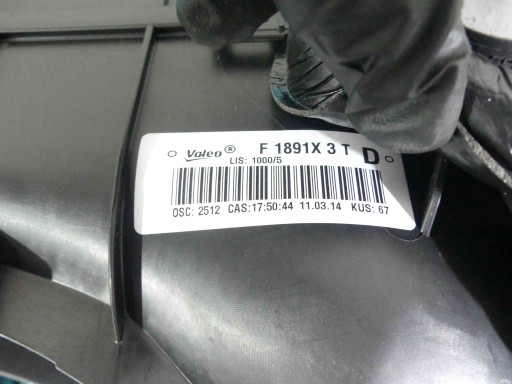 Valeo® F 1891X 3 T D
LIS: 1000/5
OSC: 2512 CAS:17:50:44 11.03.14 KUS: 67